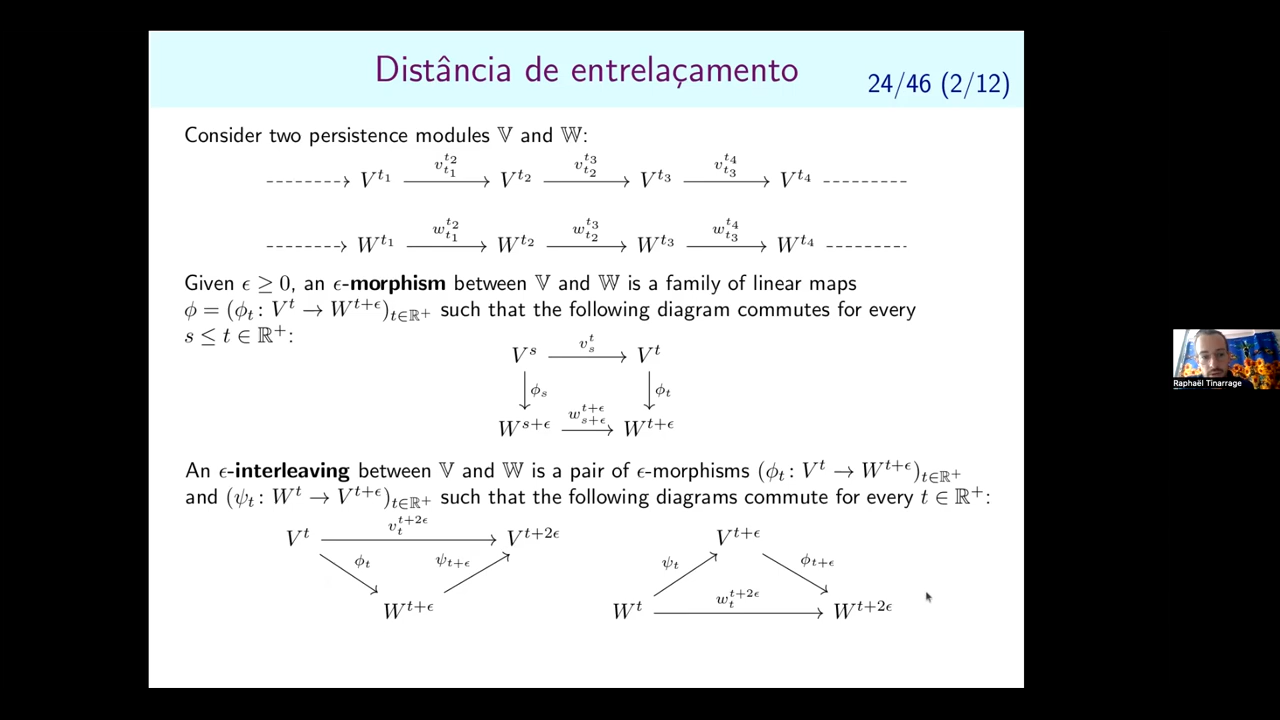 Distância de entrelaçamento
24/46 (2/12)
Consider two persistence modules 𝕍 and 𝕎:
V^{t_1} v_{t_1}^{t_2} V^{t_2} v_{t_2}^{t_3} V^{t_3} v_{t_3}^{t_4} V^{t_4}
W^{t_1} w_{t_1}^{t_2} W^{t_2} w_{t_2}^{t_3} W^{t_3} w_{t_3}^{t_4} W^{t_4}
Given ϵ ≥ 0, an ϵ-morphism between 𝕍 and 𝕎 is a family of linear maps
ϕ = (ϕ_t : V^t → W^{t+ϵ})_{t∈ℝ^+} such that the following diagram commutes for every
s ≤ t ∈ ℝ^+:
V^s v_s^t V^t
ϕ_s ϕ_t
W^{s+ϵ} w_{s+ϵ}^{t+ϵ} W^{t+ϵ}
An ϵ-interleaving between 𝕍 and 𝕎 is a pair of ϵ-morphisms (ϕ_t : V^t → W^{t+ϵ})_{t∈ℝ^+}
and (ψ_t : W^t → V^{t+ϵ})_{t∈ℝ^+} such that the following diagrams commute for every t ∈ ℝ^+:
V^t v_t^{t+2ϵ} V^{t+2ϵ}
ϕ_t ψ_{t+ϵ}
W^{t+ϵ}
V^{t+ϵ}
ψ_t ϕ_{t+ϵ}
W^t w_t^{t+2ϵ} W^{t+2ϵ}
Raphaël Tinarrage